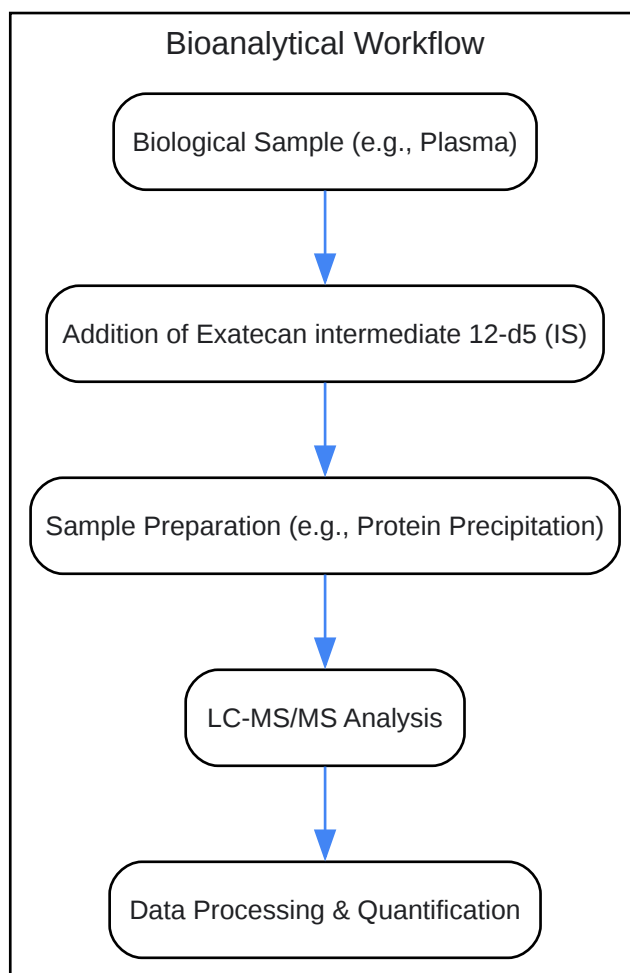 Bioanalytical Workflow
Biological Sample (e.g., Plasma)
Addition of Exatecan intermediate 12-d5 (IS)
Sample Preparation (e.g., Protein Precipitation)
LC-MS/MS Analysis
Data Processing & Quantification